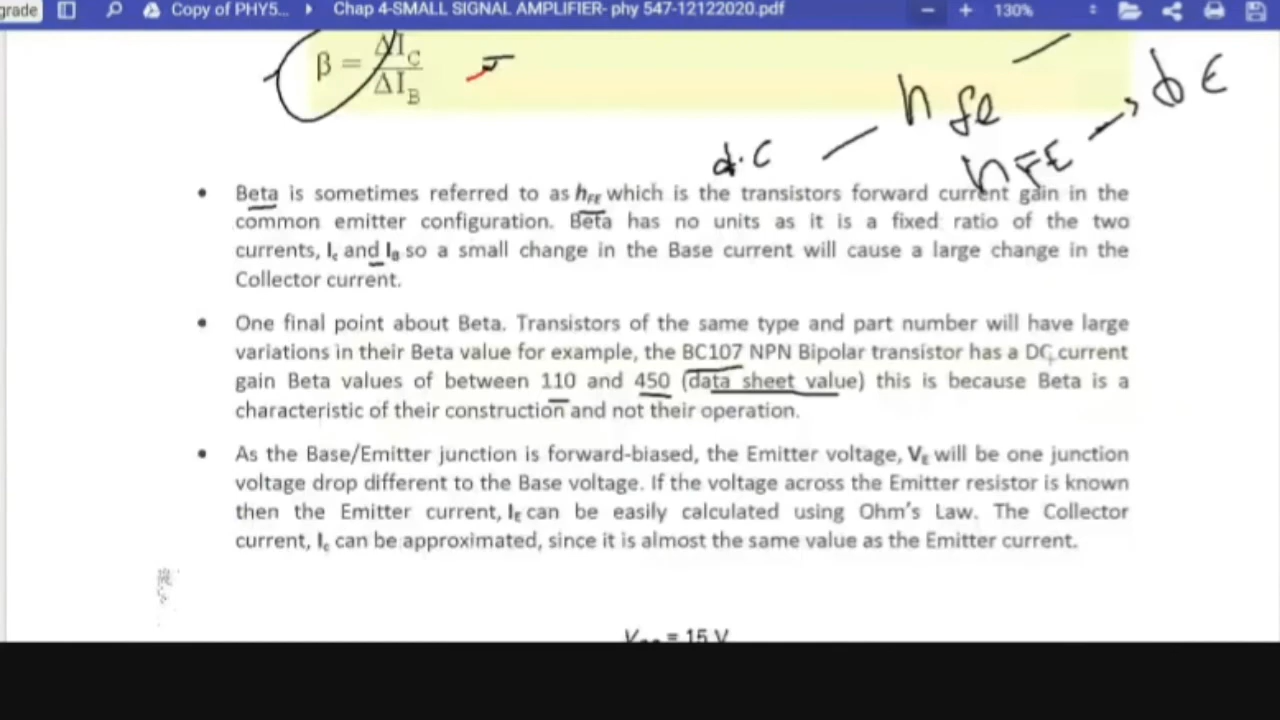 grade Copy of PHY5... Chap 4-SMALL SIGNAL AMPLIFIER- phy 547-12122020.pdf − + 130%
β = ΔI_C / ΔI_B
h fe
h FE
d.c
• Beta is sometimes referred to as hFE which is the transistors forward current gain in the
common emitter configuration. Beta has no units as it is a fixed ratio of the two
currents, Ic and IB so a small change in the Base current will cause a large change in the
Collector current.
• One final point about Beta. Transistors of the same type and part number will have large
variations in their Beta value for example, the BC107 NPN Bipolar transistor has a DC current
gain Beta values of between 110 and 450 (data sheet value) this is because Beta is a
characteristic of their construction and not their operation.
• As the Base/Emitter junction is forward-biased, the Emitter voltage, VE will be one junction
voltage drop different to the Base voltage. If the voltage across the Emitter resistor is known
then the Emitter current, IE can be easily calculated using Ohm's Law. The Collector
current, Ic can be approximated, since it is almost the same value as the Emitter current.
= 15 V